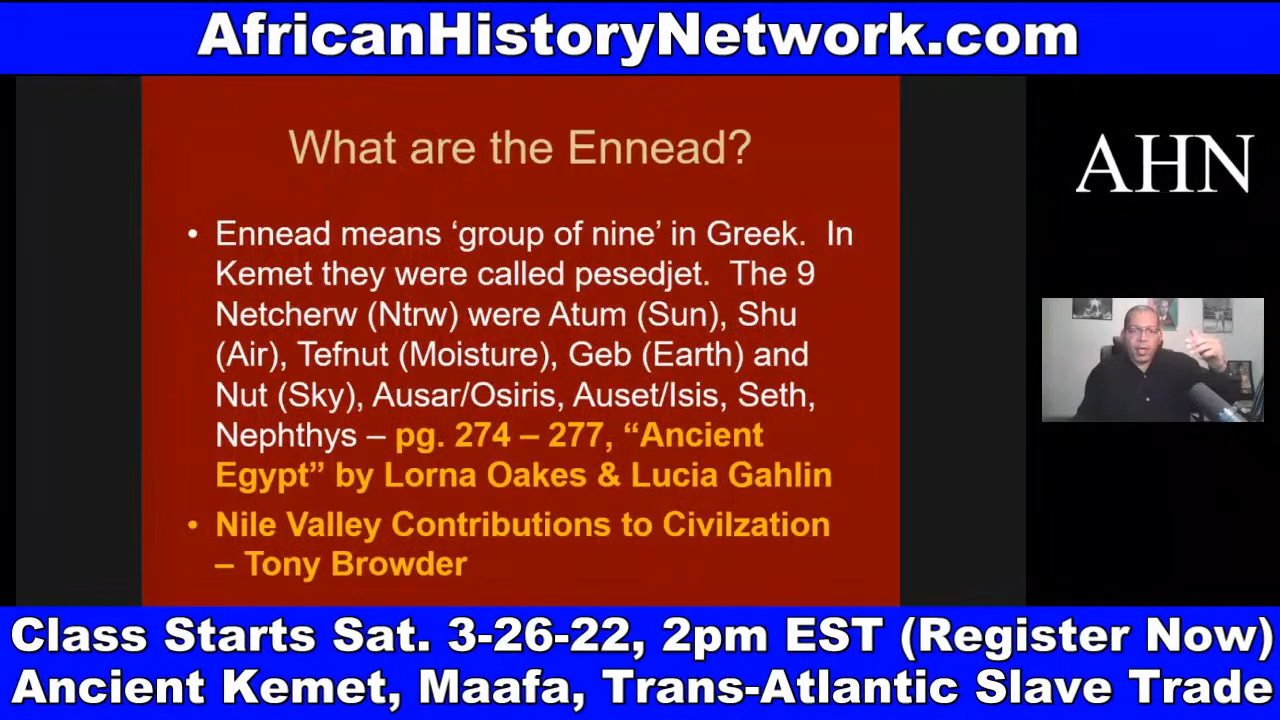 AfricanHistoryNetwork.com
What are the Ennead?
AHN
• Ennead means ‘group of nine’ in Greek.  In
Kemet they were called pesedjet.  The 9
Netcherw (Ntrw) were Atum (Sun), Shu
(Air), Tefnut (Moisture), Geb (Earth) and
Nut (Sky), Ausar/Osiris, Auset/Isis, Seth,
Nephthys – pg. 274 – 277, “Ancient
Egypt” by Lorna Oakes & Lucia Gahlin
• Nile Valley Contributions to Civilzation
– Tony Browder
Class Starts Sat. 3-26-22, 2pm EST (Register Now)
Ancient Kemet, Maafa, Trans-Atlantic Slave Trade